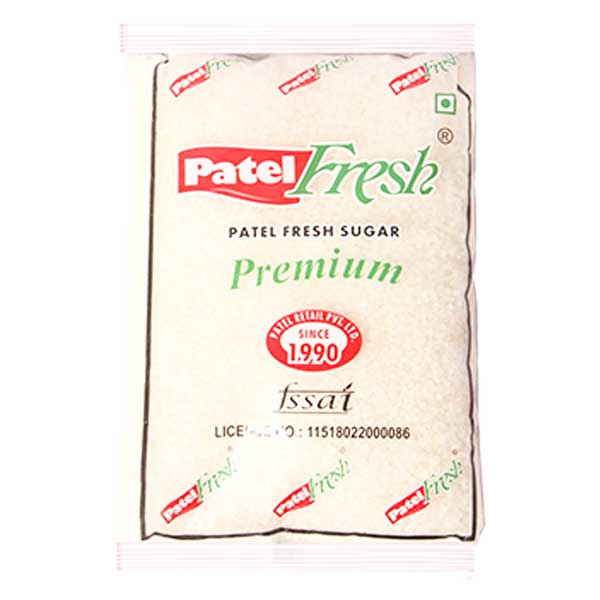 Patel Fresh
Patel Fresh
Patel Fresh
®
Patel Fresh
PATEL FRESH SUGAR
Premium
PATEL RETAIL PVT. LTD.
SINCE
1990
fssai
LICENSE NO.: 11518022000086
Patel Fresh
Patel Fresh
Patel Fresh